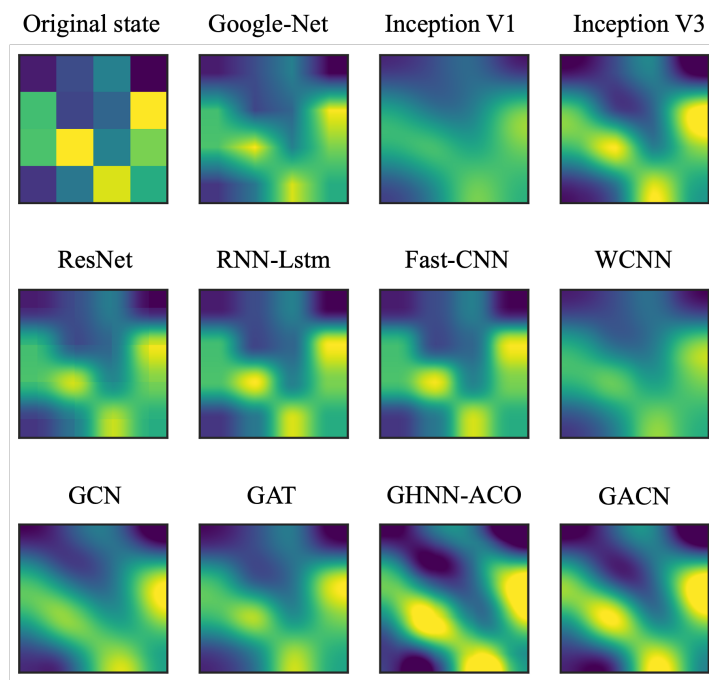 Original state
Google-Net
Inception V1
Inception V3
ResNet
RNN-Lstm
Fast-CNN
WCNN
GCN
GAT
GHNN-ACO
GACN